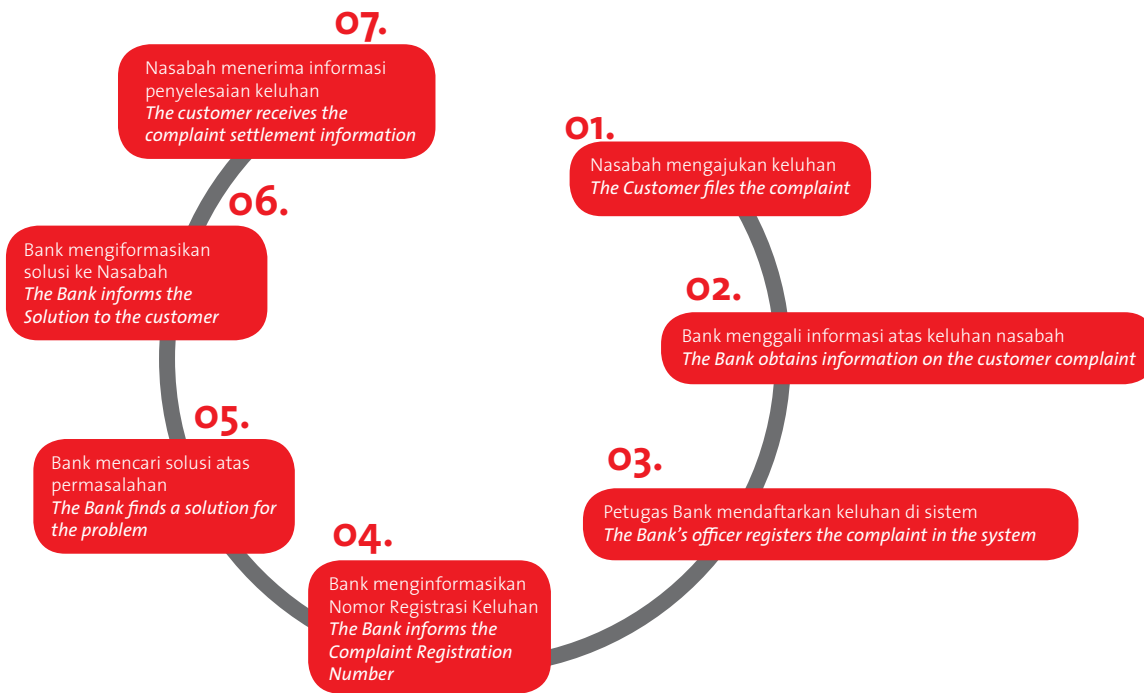 01.
Nasabah mengajukan keluhan
The Customer files the complaint
02.
Bank menggali informasi atas keluhan nasabah
The Bank obtains information on the customer complaint
03.
Petugas Bank mendaftarkan keluhan di sistem
The Bank's officer registers the complaint in the system
04.
Bank menginformasikan
Nomor Registrasi Keluhan
The Bank informs the
Complaint Registration
Number
05.
Bank mencari solusi atas
permasalahan
The Bank finds a solution for
the problem
06.
Bank mengiformasikan
solusi ke Nasabah
The Bank informs the
Solution to the customer
07.
Nasabah menerima informasi
penyelesaian keluhan
The customer receives the
complaint settlement information